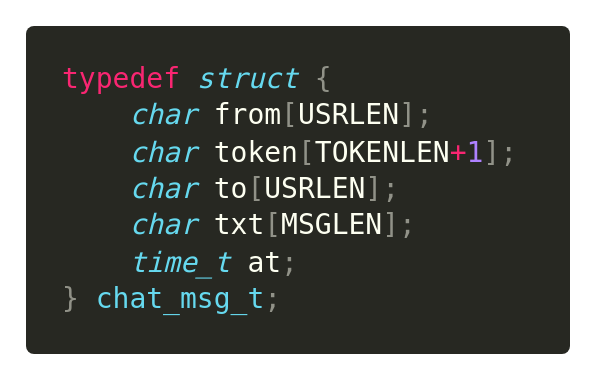 typedef struct {
    char from[USRLEN];
    char token[TOKENLEN+1];
    char to[USRLEN];
    char txt[MSGLEN];
    time_t at;
} chat_msg_t;